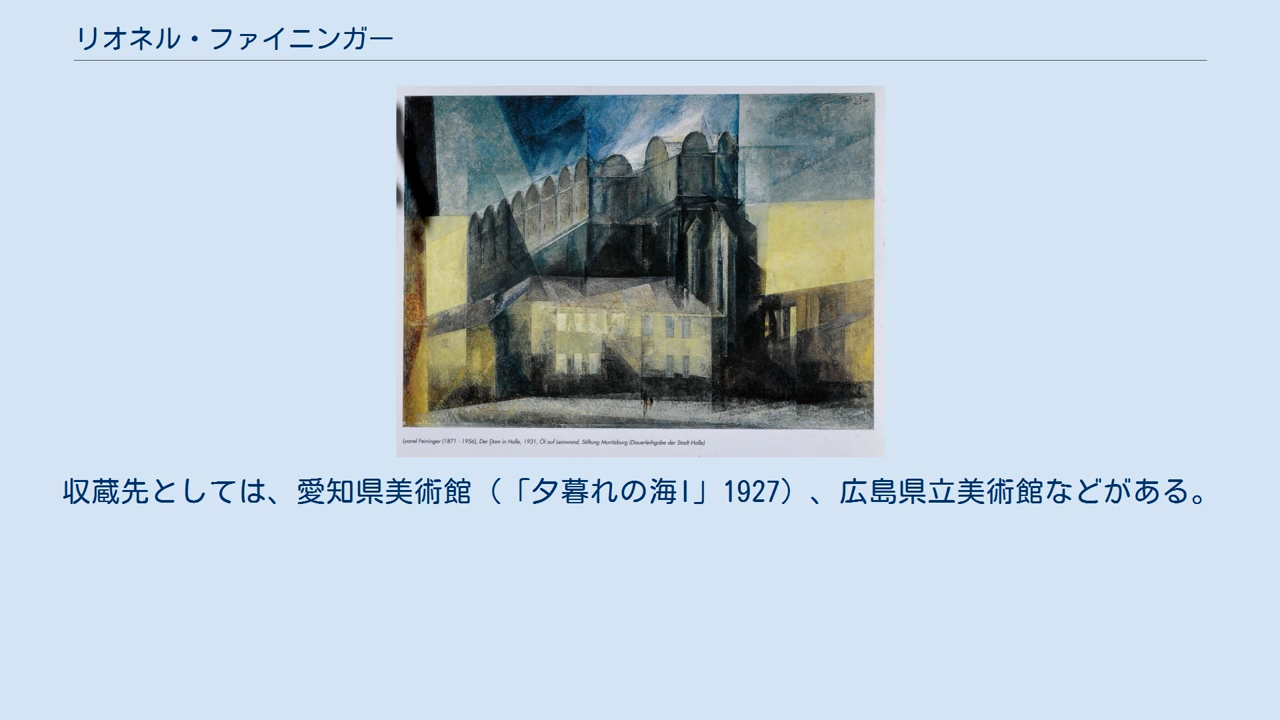 リオネル・ファイニンガー
Lyonel Feininger (1871 - 1956), Der Dom in Halle, 1931, Öl auf Leinwand, Stiftung Moritzburg (Dauerleihgabe der Stadt Halle)
収蔵先としては、愛知県美術館（「夕暮れの海I」1927）、広島県立美術館などがある。